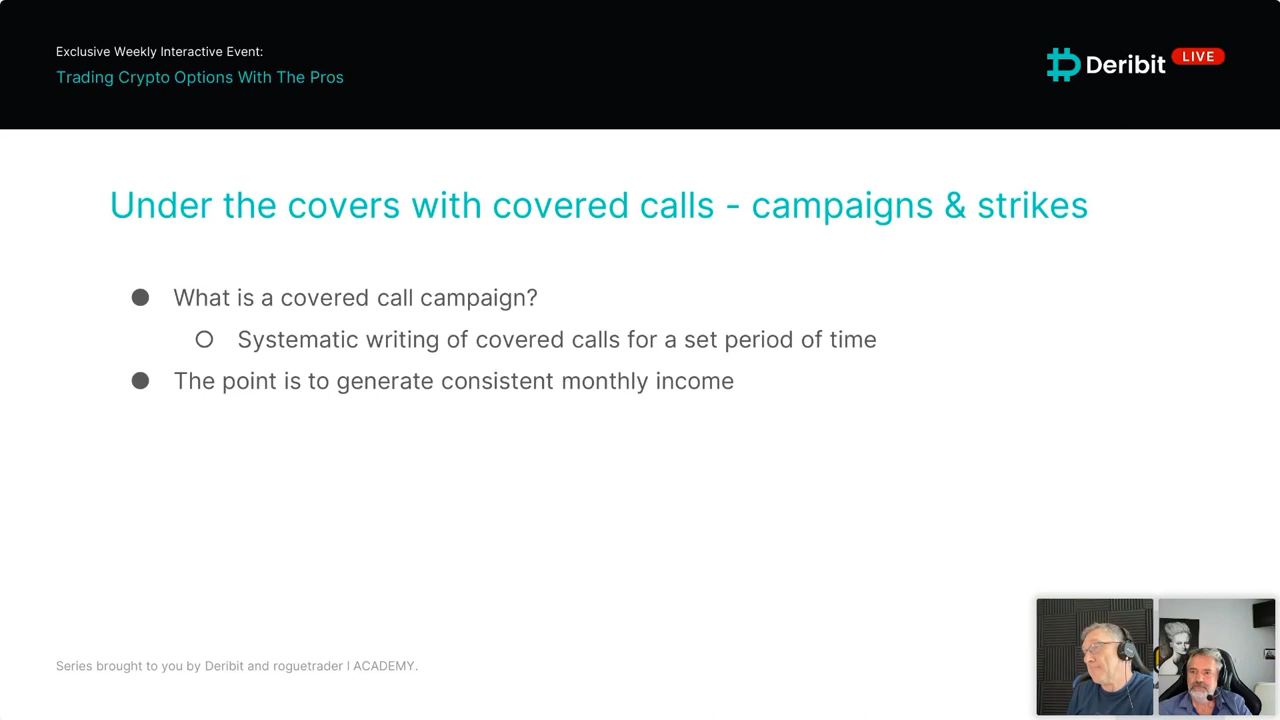 Exclusive Weekly Interactive Event:
Trading Crypto Options With The Pros
Deribit LIVE
Under the covers with covered calls - campaigns & strikes
● What is a covered call campaign?
○ Systematic writing of covered calls for a set period of time
● The point is to generate consistent monthly income
Series brought to you by Deribit and roguetrader | ACADEMY.